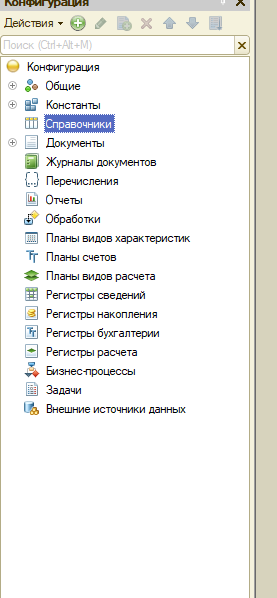 Конфигурация
Действия
Поиск (Ctrl+Alt+M)
Конфигурация
Общие
Константы
Справочники
Документы
Журналы документов
Перечисления
Отчеты
Обработки
Планы видов характеристик
Планы счетов
Планы видов расчета
Регистры сведений
Регистры накопления
Регистры бухгалтерии
Регистры расчета
Бизнес-процессы
Задачи
Внешние источники данных